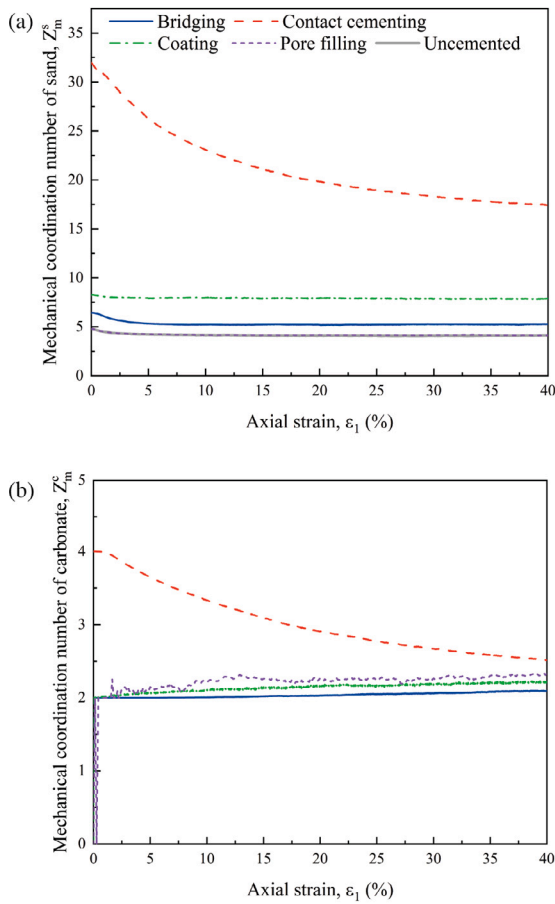 (a)
Bridging Contact cementing
Coating Pore filling Uncemented
Mechanical coordination number of sand, Z_m^s
35
30
25
20
15
10
5
0
0 5 10 15 20 25 30 35 40
Axial strain, ε₁ (%)
(b)
Mechanical coordination number of carbonate, Z_m^c
5
4
3
2
1
0
0 5 10 15 20 25 30 35 40
Axial strain, ε₁ (%)